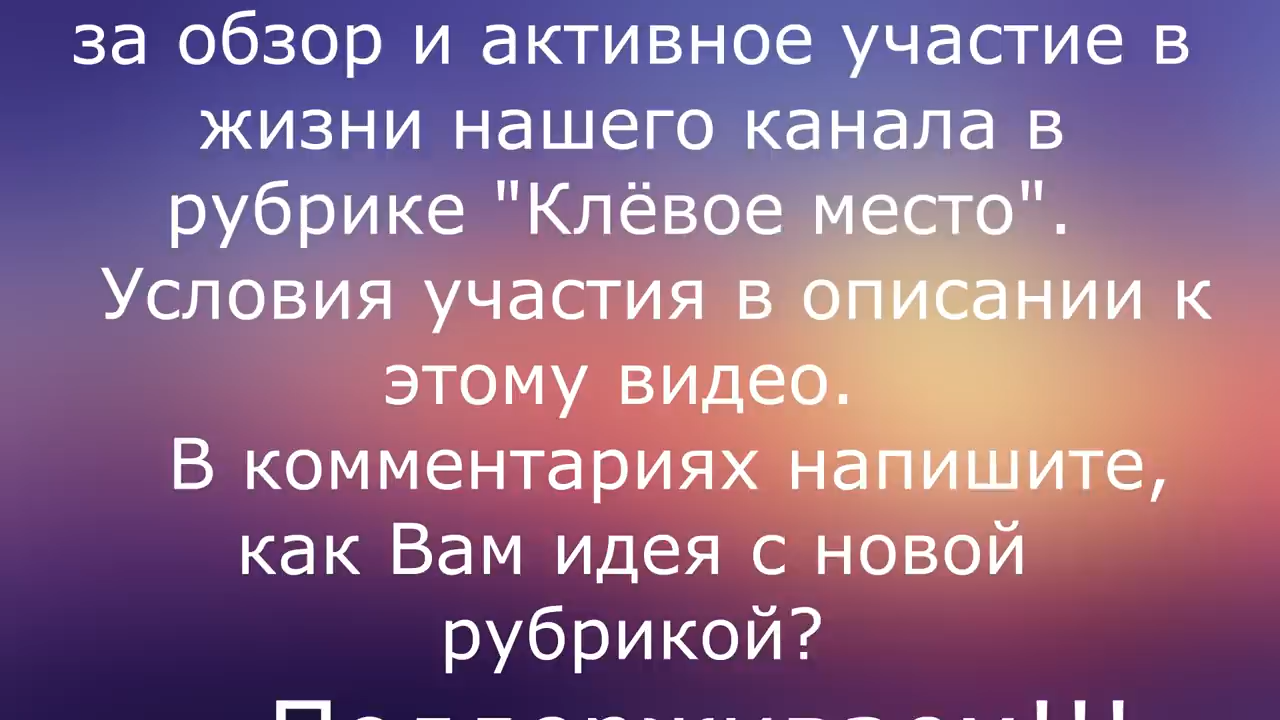 за обзор и активное участие в
жизни нашего канала в
рубрике "Клёвое место".
Условия участия в описании к
этому видео.
В комментариях напишите,
как Вам идея с новой
рубрикой?
Поддерживаем!!!